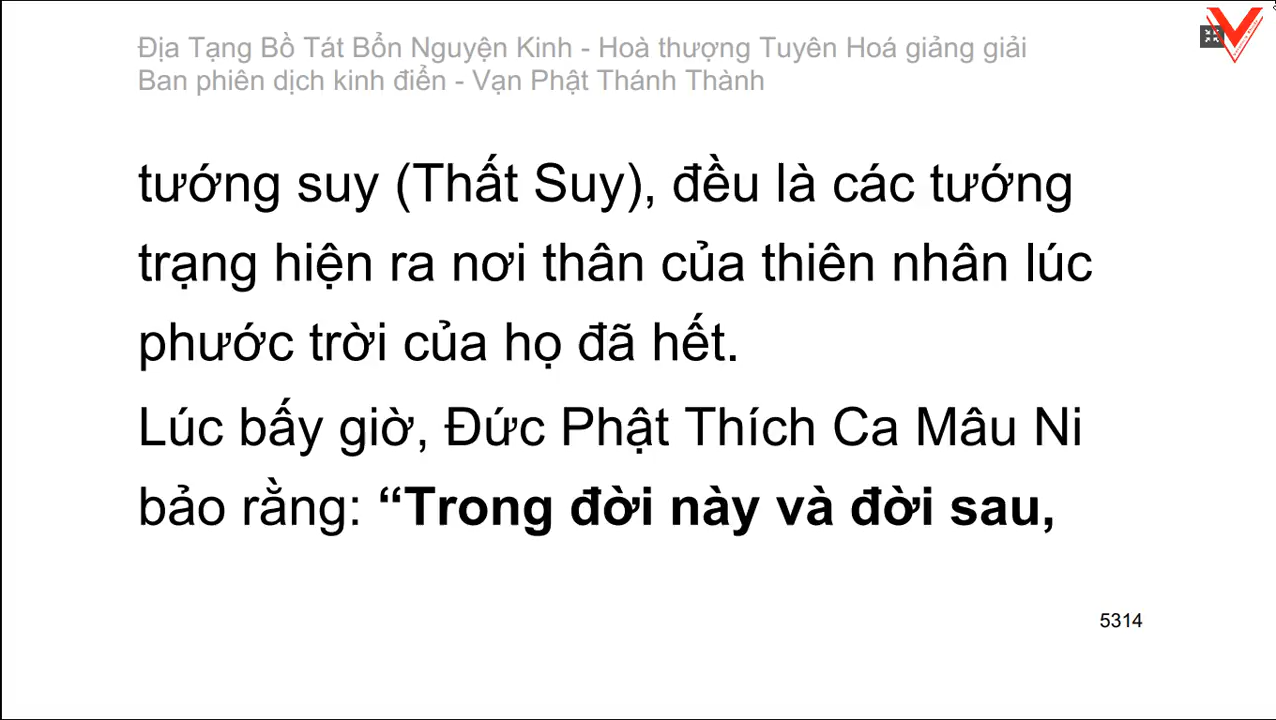 Địa Tạng Bồ Tát Bổn Nguyện Kinh - Hoà thượng Tuyên Hoá giảng giải
Ban phiên dịch kinh điển - Vạn Phật Thánh Thành
tướng suy (Thất Suy), đều là các tướng
trạng hiện ra nơi thân của thiên nhân lúc
phước trời của họ đã hết.
Lúc bấy giờ, Đức Phật Thích Ca Mâu Ni
bảo rằng: “Trong đời này và đời sau,
5314